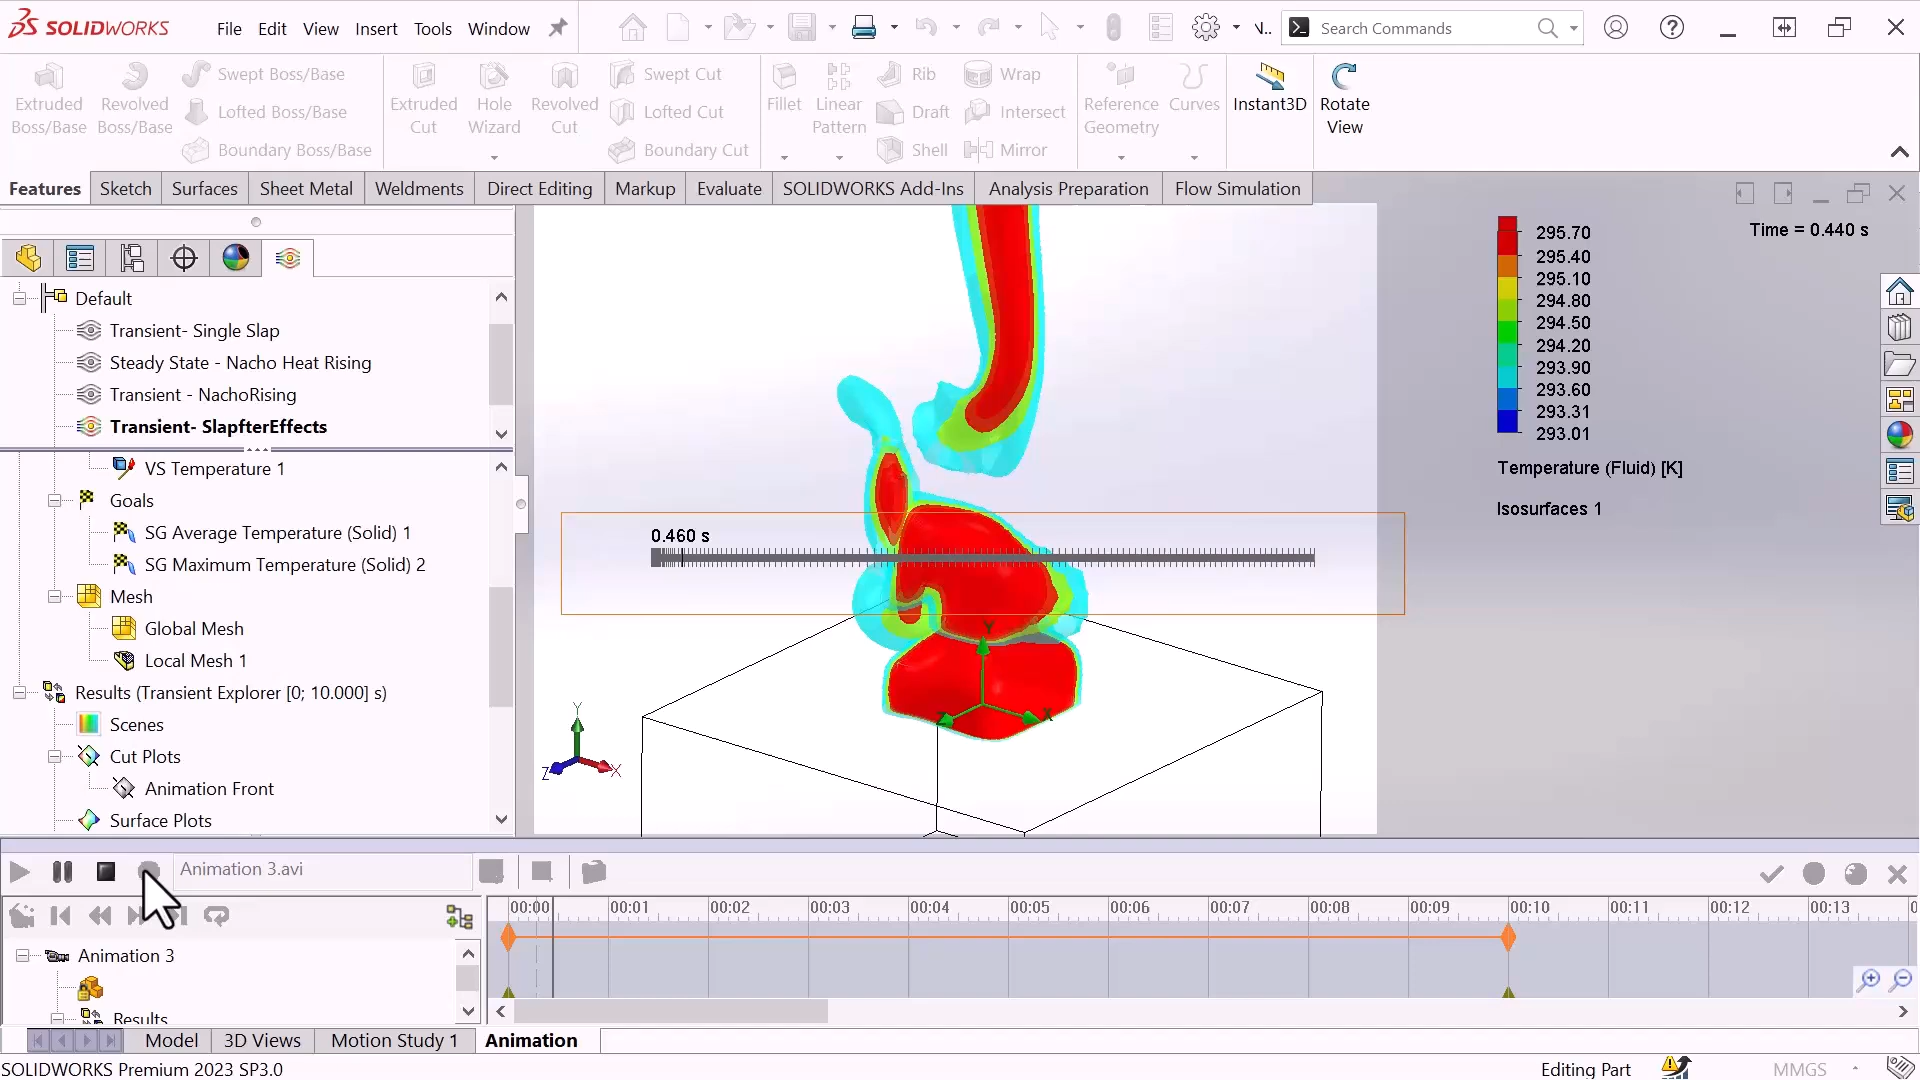 SOLIDWORKS File Edit View Insert Tools Window
V... Search Commands
Extruded Boss/Base
Revolved Boss/Base
Swept Boss/Base
Lofted Boss/Base
Boundary Boss/Base
Extruded Cut
Hole Wizard
Revolved Cut
Swept Cut
Lofted Cut
Boundary Cut
Fillet
Linear Pattern
Rib
Draft
Shell
Wrap
Intersect
Mirror
Reference Geometry
Curves
Instant3D
Rotate View
Features Sketch Surfaces Sheet Metal Weldments Direct Editing Markup Evaluate SOLIDWORKS Add-Ins Analysis Preparation Flow Simulation
Default
Transient- Single Slap
Steady State - Nacho Heat Rising
Transient - NachoRising
Transient- SlapfterEffects
VS Temperature 1
Goals
SG Average Temperature (Solid) 1
SG Maximum Temperature (Solid) 2
Mesh
Global Mesh
Local Mesh 1
Results (Transient Explorer [0; 10.000] s)
Scenes
Cut Plots
Animation Front
Surface Plots
0.460 s
Y
X
Z
Y
X
Z
Time = 0.440 s
295.70
295.40
295.10
294.80
294.50
294.20
293.90
293.60
293.31
293.01
Temperature (Fluid) [K]
Isosurfaces 1
Animation 3.avi
00:00 00:01 00:02 00:03 00:04 00:05 00:06 00:07 00:08 00:09 00:10 00:11 00:12 00:13
Animation 3
Results
Model 3D Views Motion Study 1 Animation
SOLIDWORKS Premium 2023 SP3.0
Editing Part MMGS